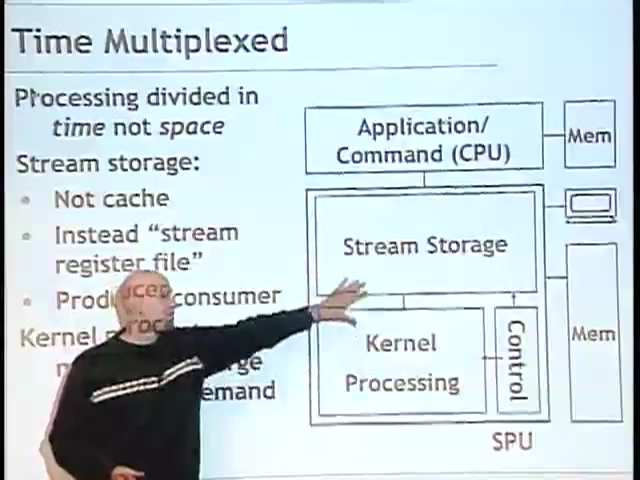 Time Multiplexed
Processing divided in
time not space
Stream storage:
Not cache
Instead “stream
register file”
consumer
Kernel
emand
Application/
Command (CPU)
Mem
Stream Storage
Kernel
Processing
Control
Mem
SPU